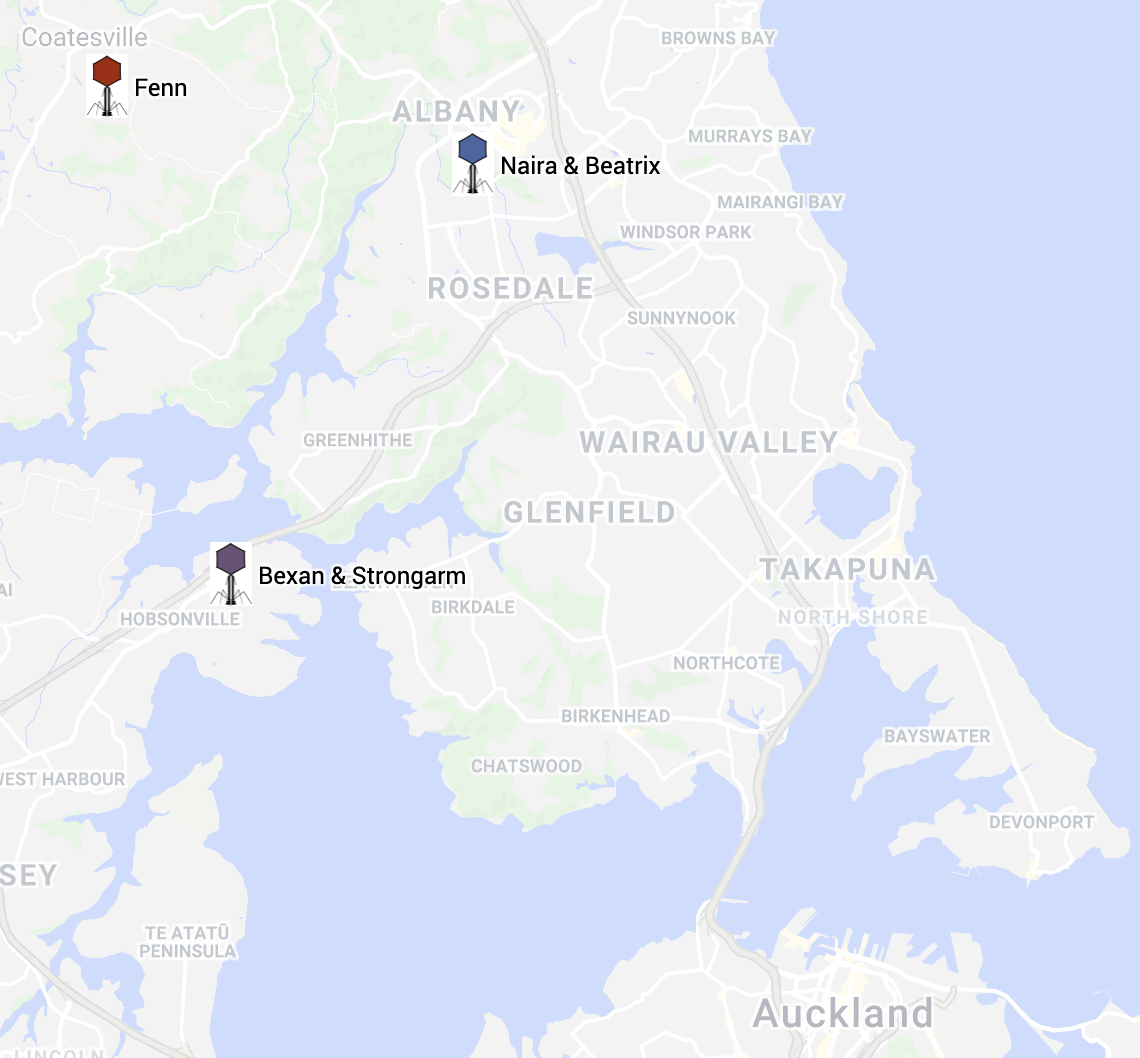 Coatesville
BROWNS BAY
Fenn
ALBANY
MURRAYS BAY
Naira & Beatrix
MAIRANGI BAY
WINDSOR PARK
ROSEDALE
SUNNYNOOK
GREENHITHE
WAIRAU VALLEY
GLENFIELD
TAKAPUNA
Bexan & Strongarm
BIRKDALE
HOBSONVILLE
NORTH SHORE
NORTHCOTE
BIRKENHEAD
BAYSWATER
CHATSWOOD
WEST HARBOUR
DEVONPORT
SEY
TE ATATŪ
PENINSULA
Auckland
LINCOLN